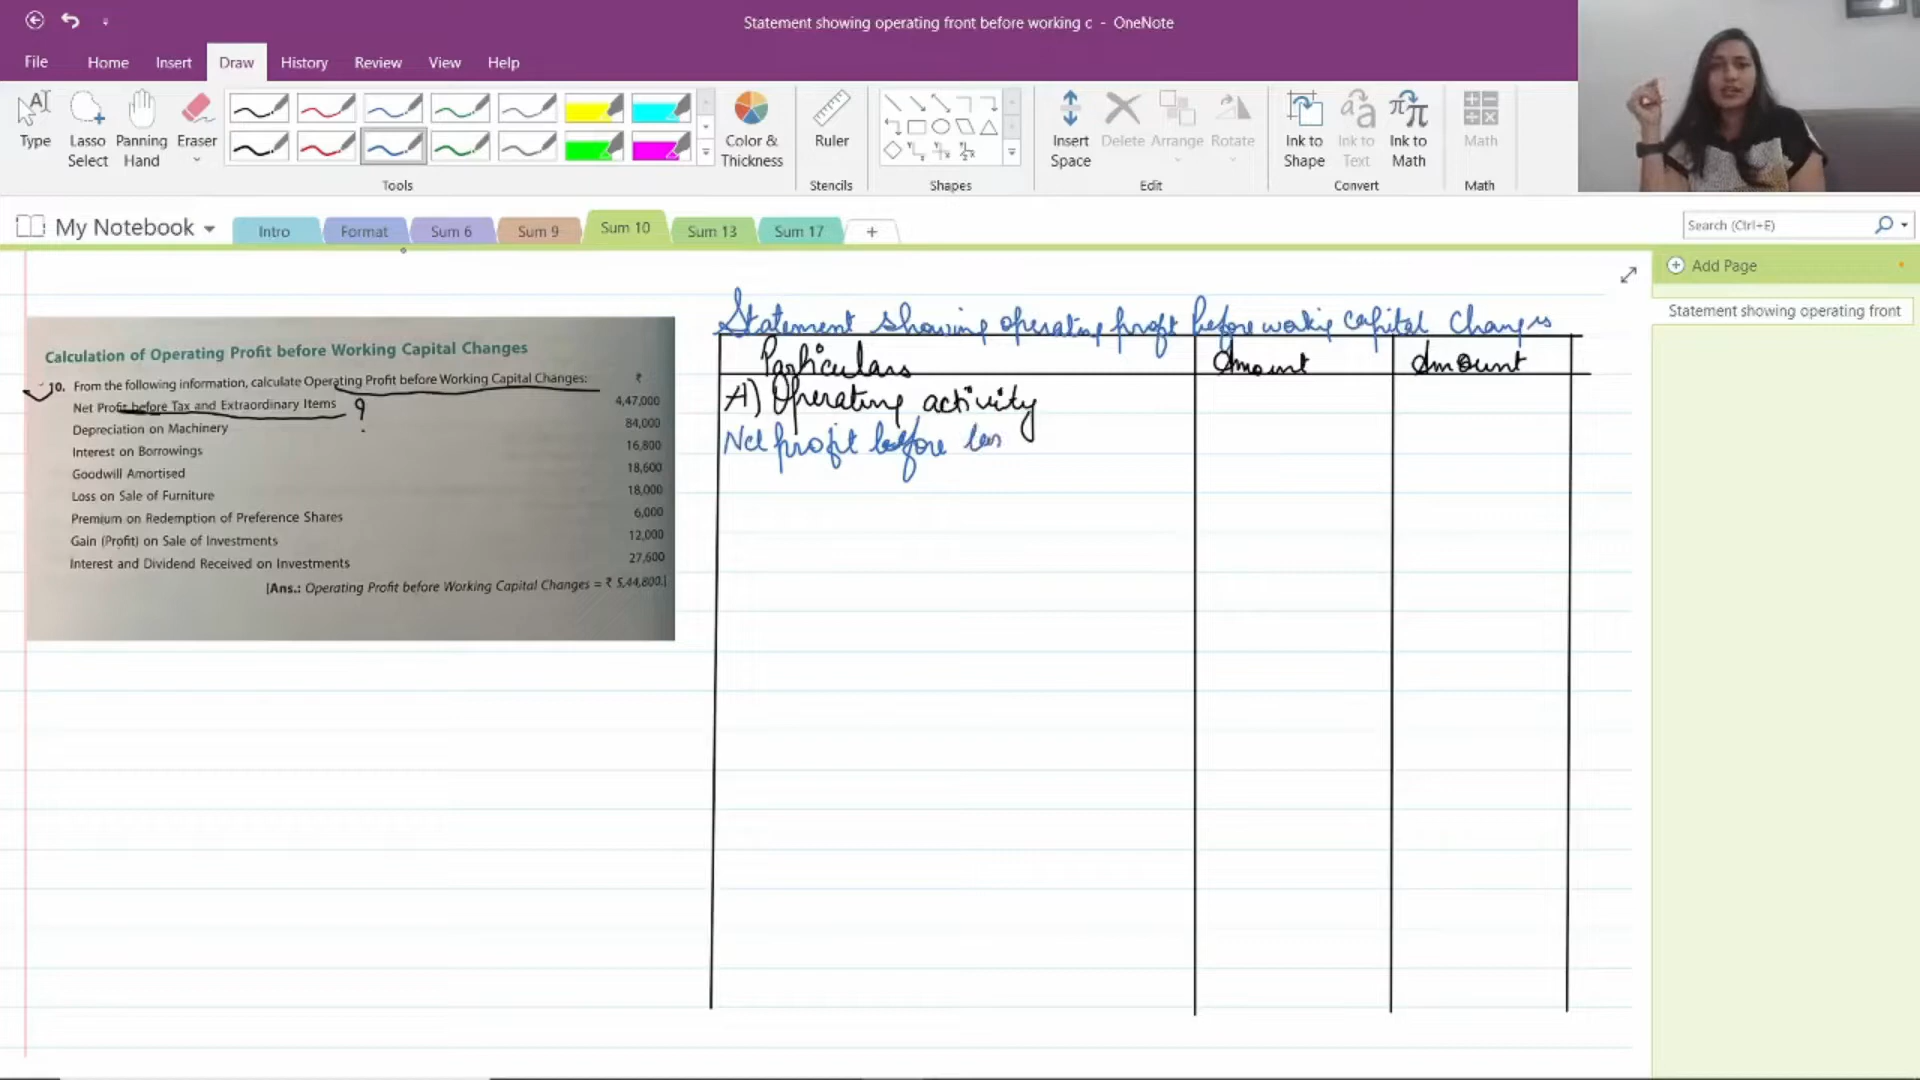 Statement showing operating front before working c - OneNote
File Home Insert Draw History Review View Help
Type Lasso Select Panning Hand Eraser Color & Thickness Ruler Insert Space Delete Arrange Rotate Ink to Shape Ink to Text Ink to Math Math
Tools Stencils Shapes Edit Convert Math
My Notebook Intro Format Sum 6 Sum 9 Sum 10 Sum 13 Sum 17 + Search (Ctrl+E)
Add Page
Statement showing operating front
Calculation of Operating Profit before Working Capital Changes
10. From the following information, calculate Operating Profit before Working Capital Changes: ₹
Net Profit before Tax and Extraordinary Items 4,47,000
Depreciation on Machinery 84,000
Interest on Borrowings 16,800
Goodwill Amortised 18,600
Loss on Sale of Furniture 18,000
Premium on Redemption of Preference Shares 6,000
Gain (Profit) on Sale of Investments 12,000
Interest and Dividend Received on Investments 27,600
[Ans.: Operating Profit before Working Capital Changes = ₹ 5,44,800.]
Statement showing operating profit before working capital Changes
Particulars Amount Amount
A) Operating activity
Net profit before